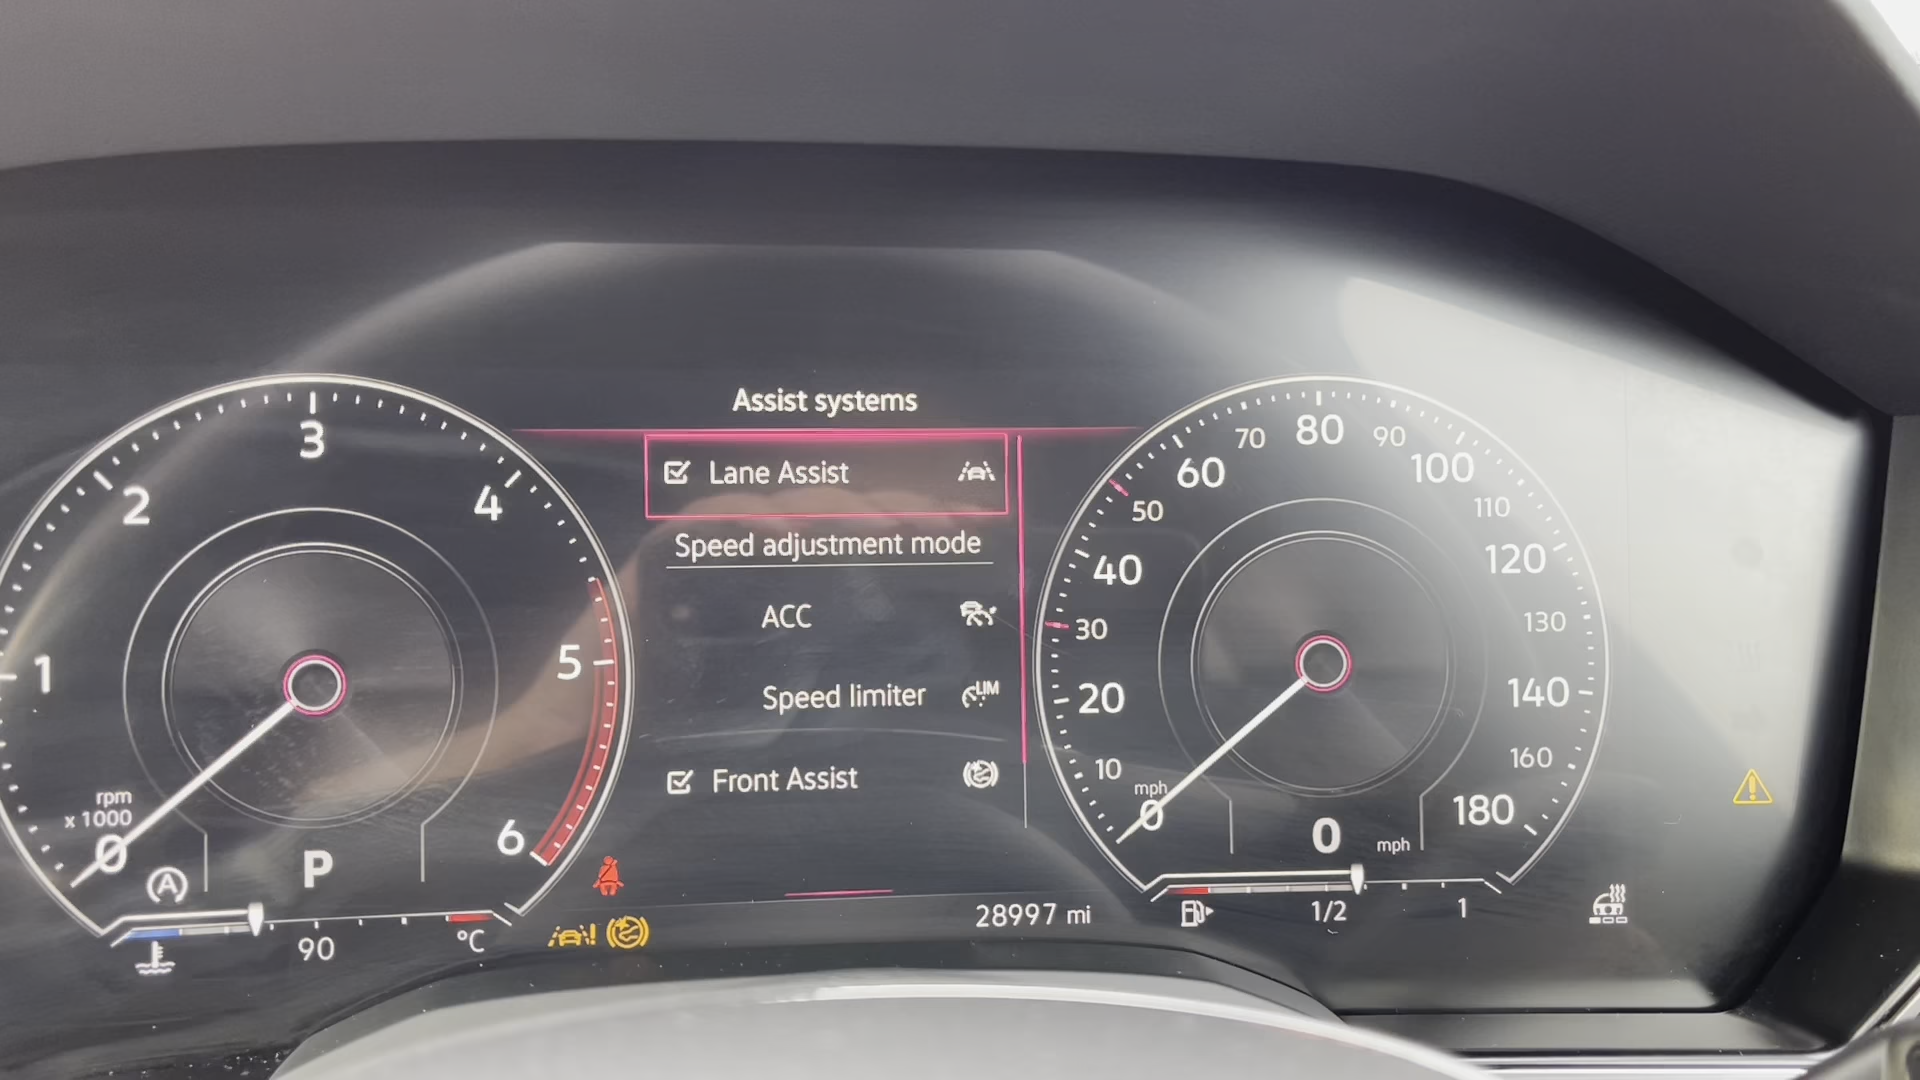 Assist systems
Lane Assist
Speed adjustment mode
ACC
Speed limiter
LIM
Front Assist
28997 mi
0
1
2
3
4
5
6
rpm
x 1000
A
P
90
°C
0
10
20
30
40
50
60
70
80
90
100
110
120
130
140
160
180
mph
0 mph
1/2
1